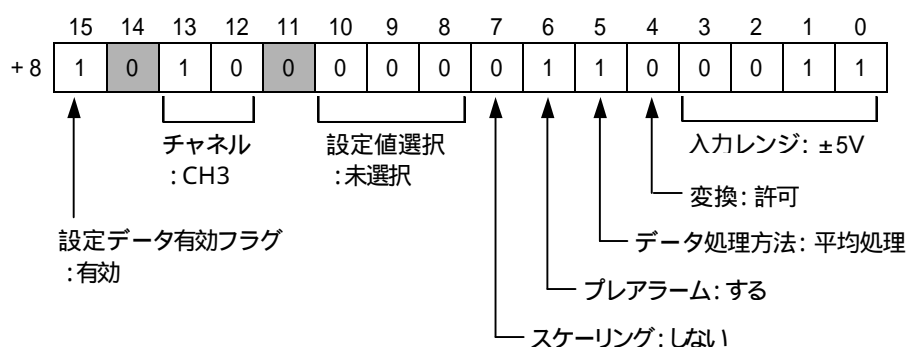 15 14 13 12 11 10 9 8 7 6 5 4 3 2 1 0
+8 1 0 1 0 0 0 0 0 0 1 1 0 0 0 1 1
チャネル
:CH3
設定値選択
:未選択
入力レンジ:±5V
変換:許可
設定データ有効フラグ
:有効
データ処理方法:平均処理
プレアラーム:する
スケーリング:しない